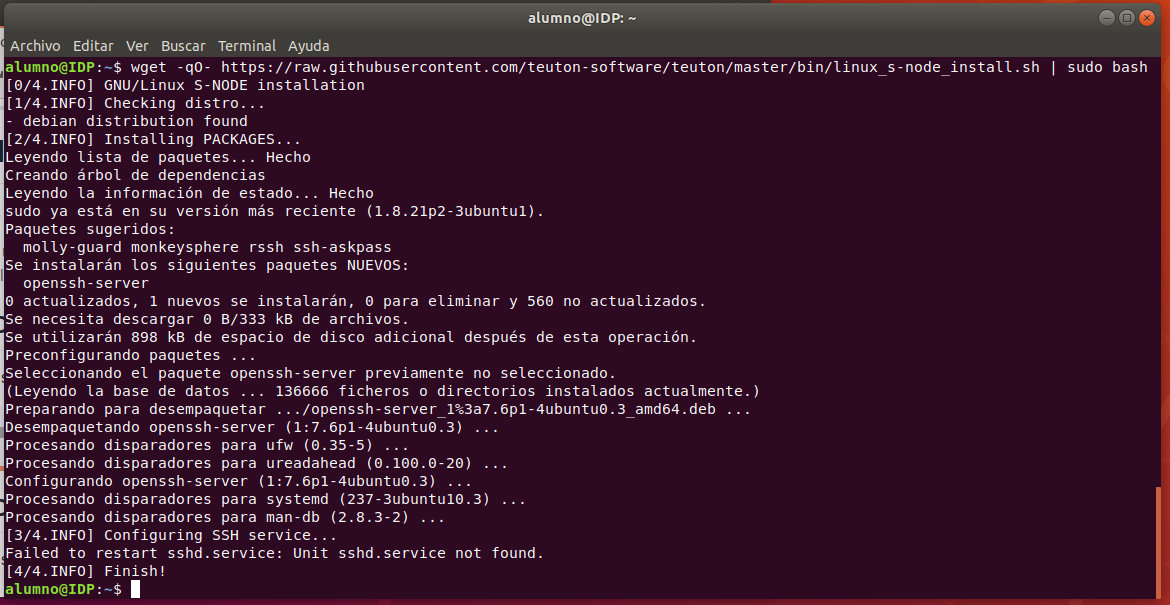 alumno@IDP: ~
Archivo Editar Ver Buscar Terminal Ayuda
alumno@IDP:~$ wget -qO- https://raw.githubusercontent.com/teuton-software/teuton/master/bin/linux_s-node_install.sh | sudo bash
[0/4.INFO] GNU/Linux S-NODE installation
[1/4.INFO] Checking distro...
- debian distribution found
[2/4.INFO] Installing PACKAGES...
Leyendo lista de paquetes... Hecho
Creando árbol de dependencias
Leyendo la información de estado... Hecho
sudo ya está en su versión más reciente (1.8.21p2-3ubuntu1).
Paquetes sugeridos:
  molly-guard monkeysphere rssh ssh-askpass
Se instalarán los siguientes paquetes NUEVOS:
  openssh-server
0 actualizados, 1 nuevos se instalarán, 0 para eliminar y 560 no actualizados.
Se necesita descargar 0 B/333 kB de archivos.
Se utilizarán 898 kB de espacio de disco adicional después de esta operación.
Preconfigurando paquetes ...
Seleccionando el paquete openssh-server previamente no seleccionado.
(Leyendo la base de datos ... 136666 ficheros o directorios instalados actualmente.)
Preparando para desempaquetar .../openssh-server_1%3a7.6p1-4ubuntu0.3_amd64.deb ...
Desempaquetando openssh-server (1:7.6p1-4ubuntu0.3) ...
Procesando disparadores para ufw (0.35-5) ...
Procesando disparadores para ureadahead (0.100.0-20) ...
Configurando openssh-server (1:7.6p1-4ubuntu0.3) ...
Procesando disparadores para systemd (237-3ubuntu10.3) ...
Procesando disparadores para man-db (2.8.3-2) ...
[3/4.INFO] Configuring SSH service...
Failed to restart sshd.service: Unit sshd.service not found.
[4/4.INFO] Finish!
alumno@IDP:~$